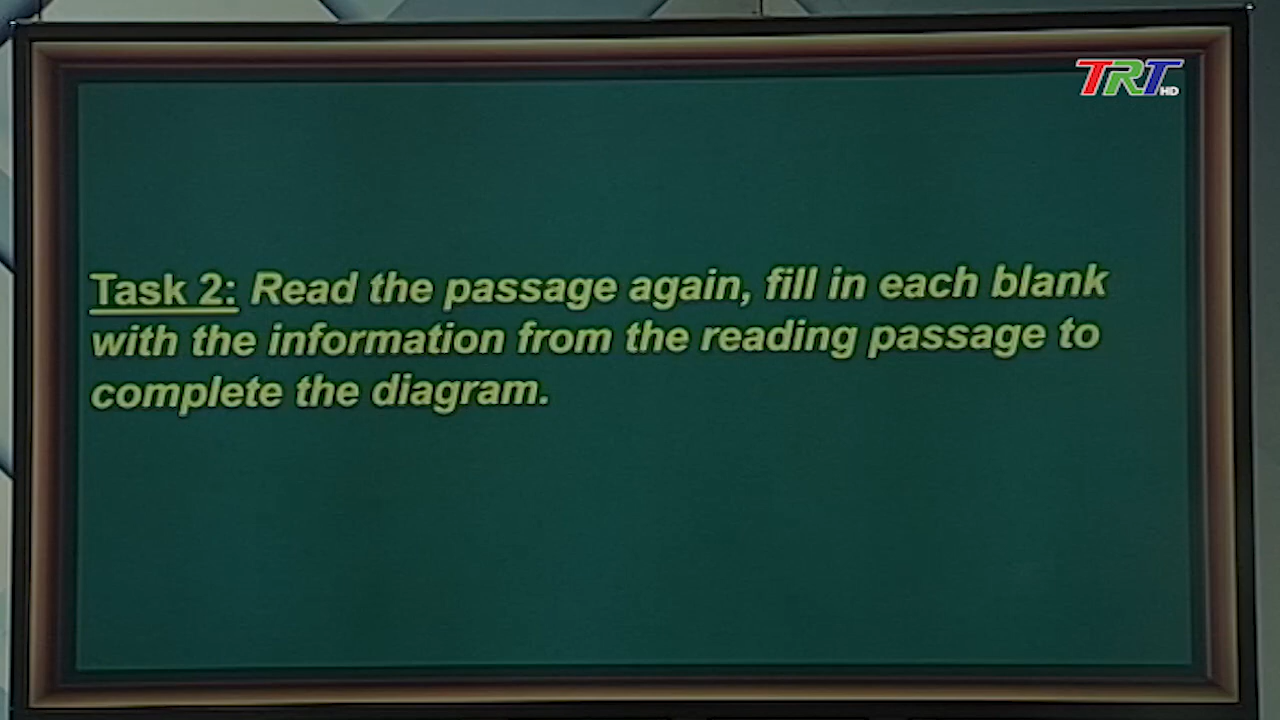 TRT HD
Task 2: Read the passage again, fill in each blank
with the information from the reading passage to
complete the diagram.